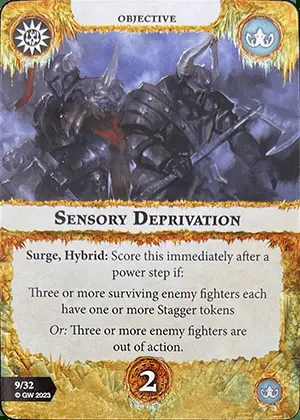 OBJECTIVE
SENSORY DEPRIVATION
Surge, Hybrid: Score this immediately after a
power step if:
Three or more surviving enemy fighters each
have one or more Stagger tokens
Or: Three or more enemy fighters are
out of action.
9/32
© GW 2023
2